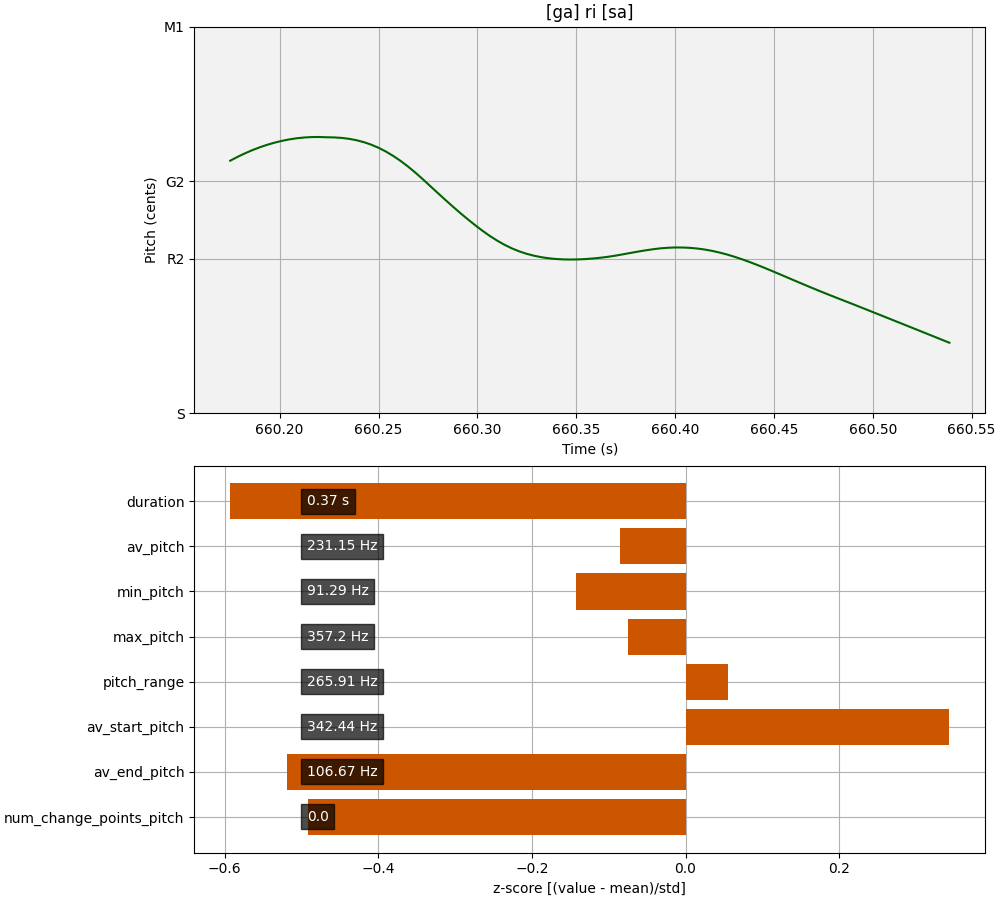 [ga] ri [sa]
M1
G2
R2
S
Pitch (cents)
660.20 660.25 660.30 660.35 660.40 660.45 660.50 660.55
Time (s)
duration 0.37 s
av_pitch 231.15 Hz
min_pitch 91.29 Hz
max_pitch 357.2 Hz
pitch_range 265.91 Hz
av_start_pitch 342.44 Hz
av_end_pitch 106.67 Hz
num_change_points_pitch 0.0
−0.6 −0.4 −0.2 0.0 0.2
z-score [(value - mean)/std]